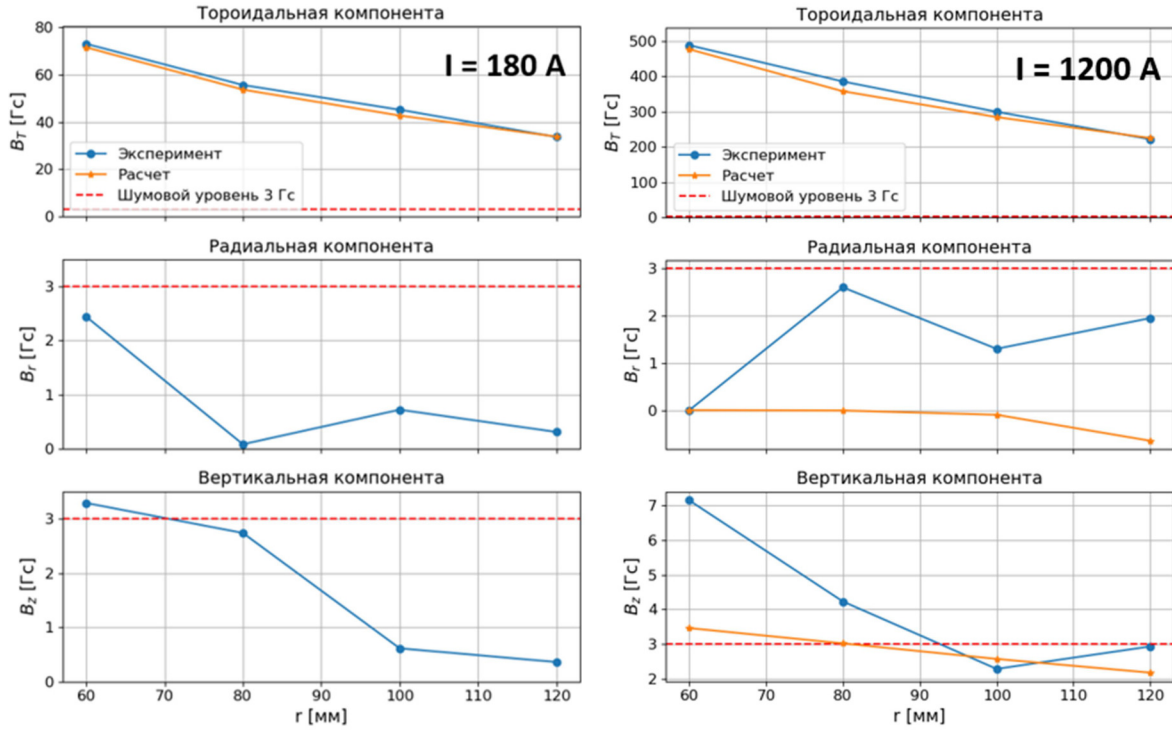 Тороидальная компонента
I = 180 А
B_T [Гс]
80
60
40
20
0
Эксперимент
Расчет
Шумовой уровень 3 Гс
Тороидальная компонента
I = 1200 А
B_T [Гс]
500
400
300
200
100
0
Эксперимент
Расчет
Шумовой уровень 3 Гс
Радиальная компонента
B_r [Гс]
3
2
1
0
Радиальная компонента
B_r [Гс]
3
2
1
0
Вертикальная компонента
B_z [Гс]
3
2
1
0
60 70 80 90 100 110 120
r [мм]
Вертикальная компонента
B_z [Гс]
7
6
5
4
3
2
60 70 80 90 100 110 120
r [мм]